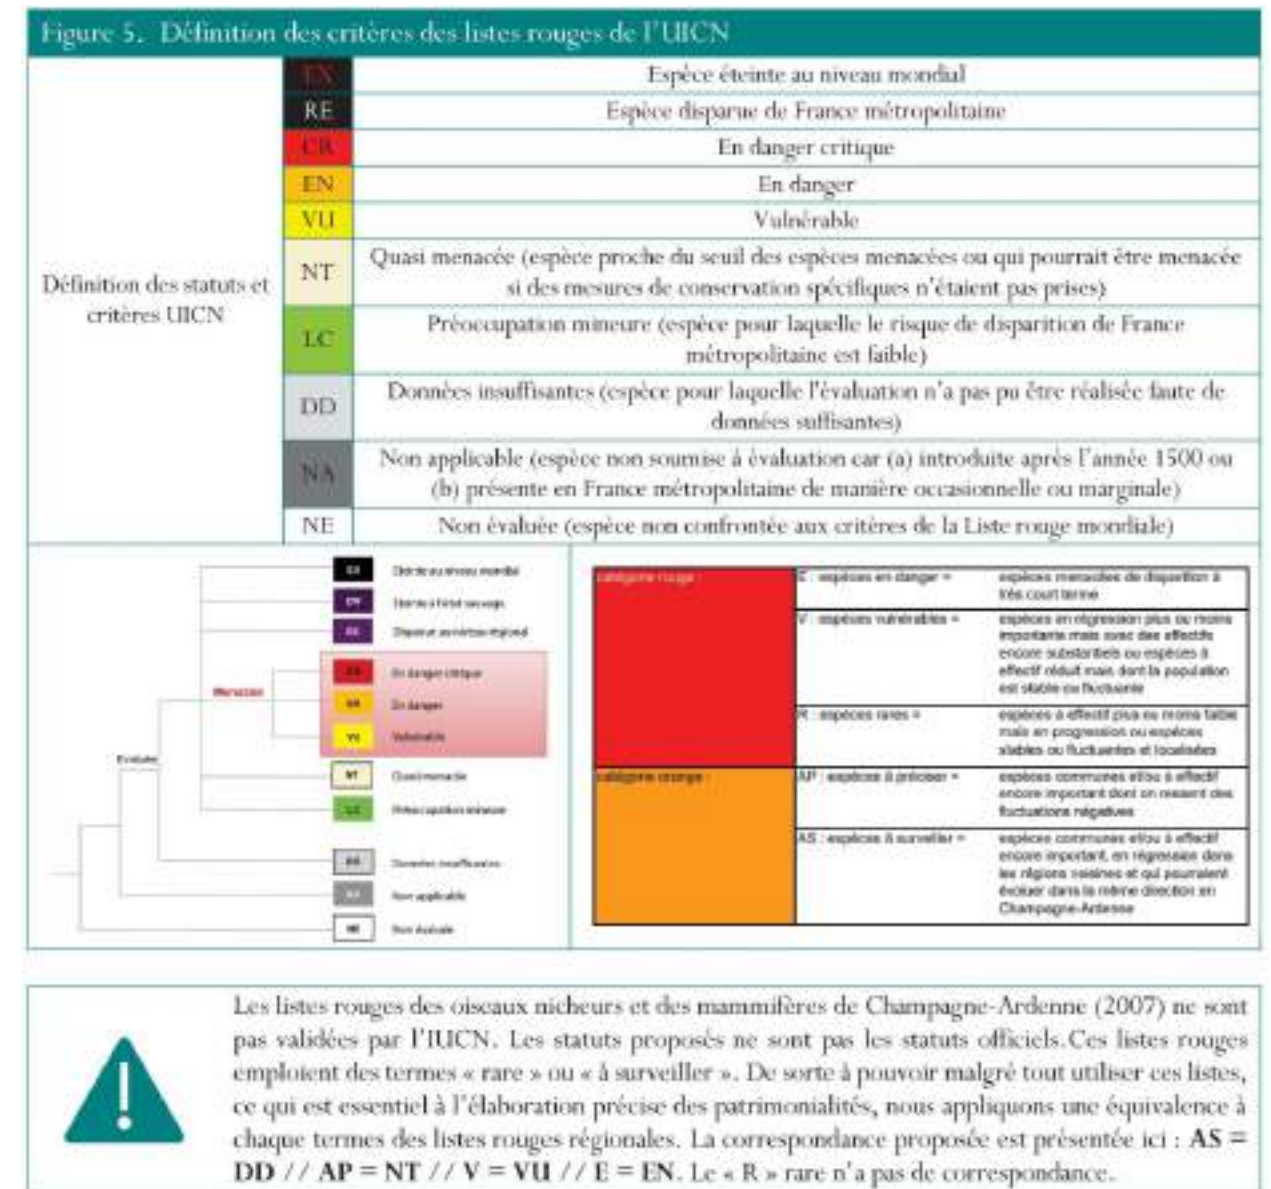 Figure 5. Définition des critères des listes rouges de l'UICN
EX
Espèce éteinte au niveau mondial
RE
Espèce disparue de France métropolitaine
CR
En danger critique
EN
En danger
VU
Vulnérable
Définition des statuts et
critères UICN
NT
Quasi menacée (espèce proche du seuil des espèces menacées ou qui pourrait être menacée
si des mesures de conservation spécifiques n'étaient pas prises)
LC
Préoccupation mineure (espèce pour laquelle le risque de disparition de France
métropolitaine est faible)
DD
Données insuffisantes (espèce pour laquelle l'évaluation n'a pas pu être réalisée faute de
données suffisantes)
NA
Non applicable (espèce non soumise à évaluation car (a) introduite après l'année 1500 ou
(b) présente en France métropolitaine de manière occasionnelle ou marginale)
NE
Non évaluée (espèce non confrontée aux critères de la Liste rouge mondiale)
EX Eteinte au niveau mondial
EW Eteinte à l'état sauvage
Disparue au niveau régional
CR En danger critique
Menacées
EN En danger
VU Vulnérable
Evaluées
NT Quasi menacée
LC Préoccupation mineure
DD Données insuffisantes
NA Non applicable
NE Non évaluée
catégorie rouge :
E : espèces en danger =
espèces menacées de disparition à
très court terme
V : espèces vulnérables =
espèces en régression plus ou moins
importante mais avec des effectifs
encore substantiels ou espèces à
effectif réduit mais dont la population
est stable ou fluctuante
R : espèces rares =
espèces à effectif plus ou moins faible
mais en progression ou espèces
stables ou fluctuantes et localisées
catégorie orange :
AP : espèces à préciser =
espèces communes et/ou à effectif
encore important dont on ressent des
fluctuations négatives
AS : espèces à surveiller =
espèces communes et/ou à effectif
encore important, en régression dans
les régions voisines et qui pourraient
évoluer dans la même direction en
Champagne-Ardenne
Les listes rouges des oiseaux nicheurs et des mammifères de Champagne-Ardenne (2007) ne sont
pas validées par l'IUCN. Les statuts proposés ne sont pas les statuts officiels. Ces listes rouges
emploient des termes « rare » ou « à surveiller ». De sorte à pouvoir malgré tout utiliser ces listes,
ce qui est essentiel à l'élaboration précise des patrimonialités, nous appliquons une équivalence à
chaque termes des listes rouges régionales. La correspondance proposée est présentée ici : AS =
DD // AP = NT // V = VU // E = EN. Le « R » rare n'a pas de correspondance.